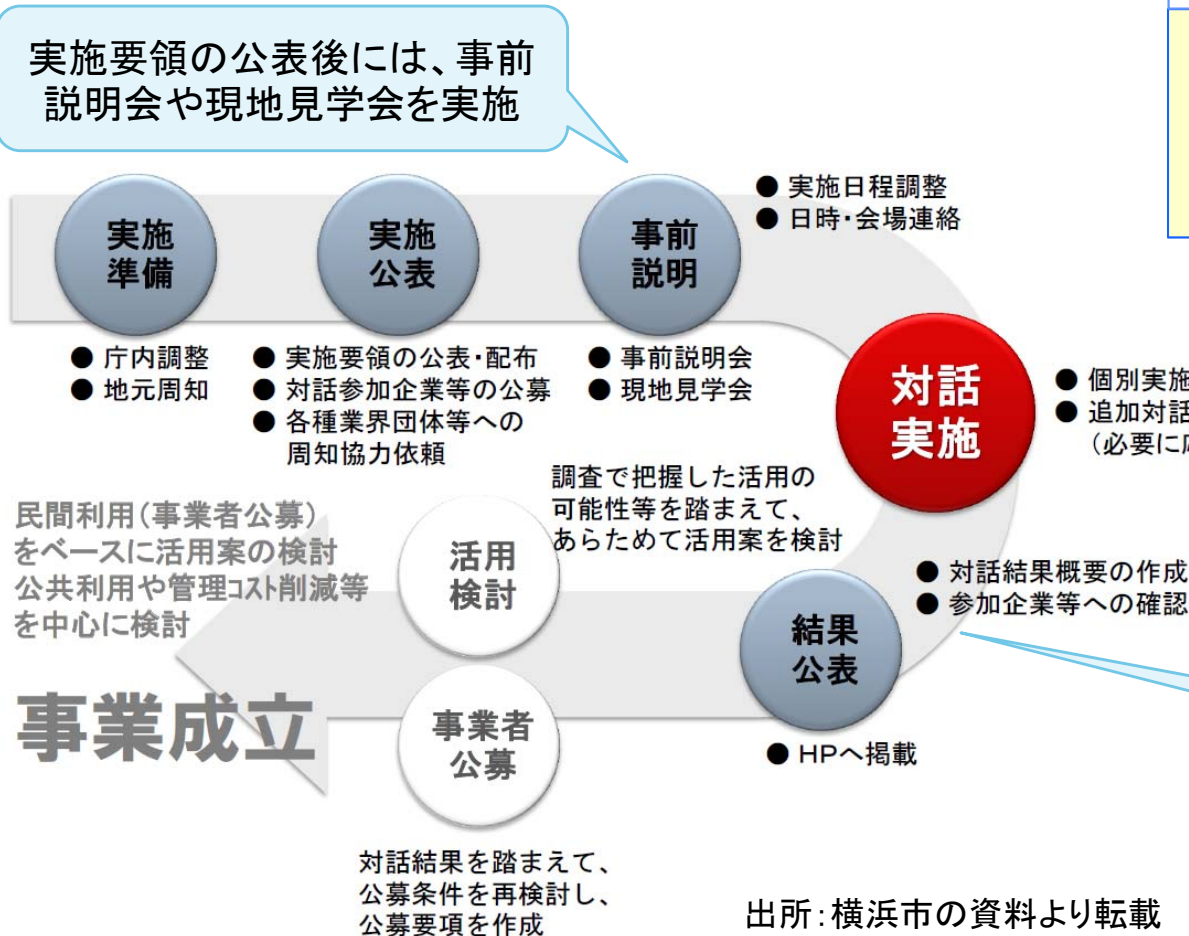 実施要領の公表後には、事前
説明会や現地見学会を実施
実施
準備
実施
公表
事前
説明
● 実施日程調整
● 日時・会場連絡
● 庁内調整
● 地元周知
● 実施要領の公表・配布
● 対話参加企業等の公募
● 各種業界団体等への
周知協力依頼
● 事前説明会
● 現地見学会
対話
実施
● 個別実施
● 追加対話
(必要に
調査で把握した活用の
可能性等を踏まえて、
あらためて活用案を検討
民間利用(事業者公募)
をベースに活用案の検討
公共利用や管理コスト削減等
を中心に検討
活用
検討
● 対話結果概要の作成
● 参加企業等への確認
結果
公表
事業成立
事業者
公募
● HPへ掲載
対話結果を踏まえて、
公募条件を再検討し、
公募要項を作成
出所:横浜市の資料より転載